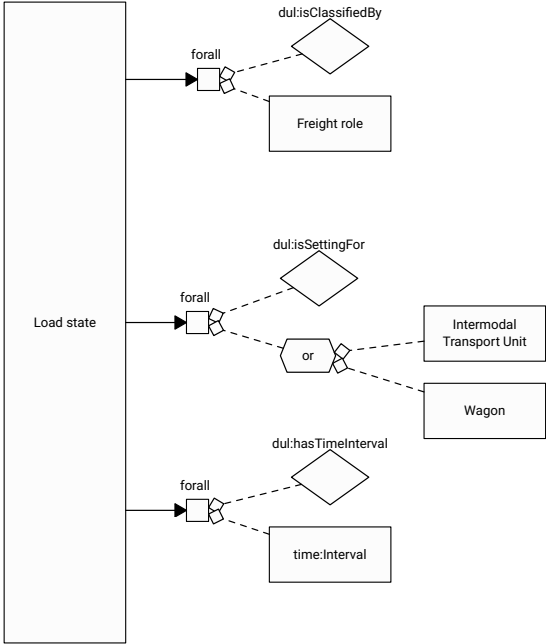 dul:isClassifiedBy
forall
Freight role
dul:isSettingFor
forall
Load state
Intermodal
Transport Unit
or
Wagon
dul:hasTimeInterval
forall
time:Interval